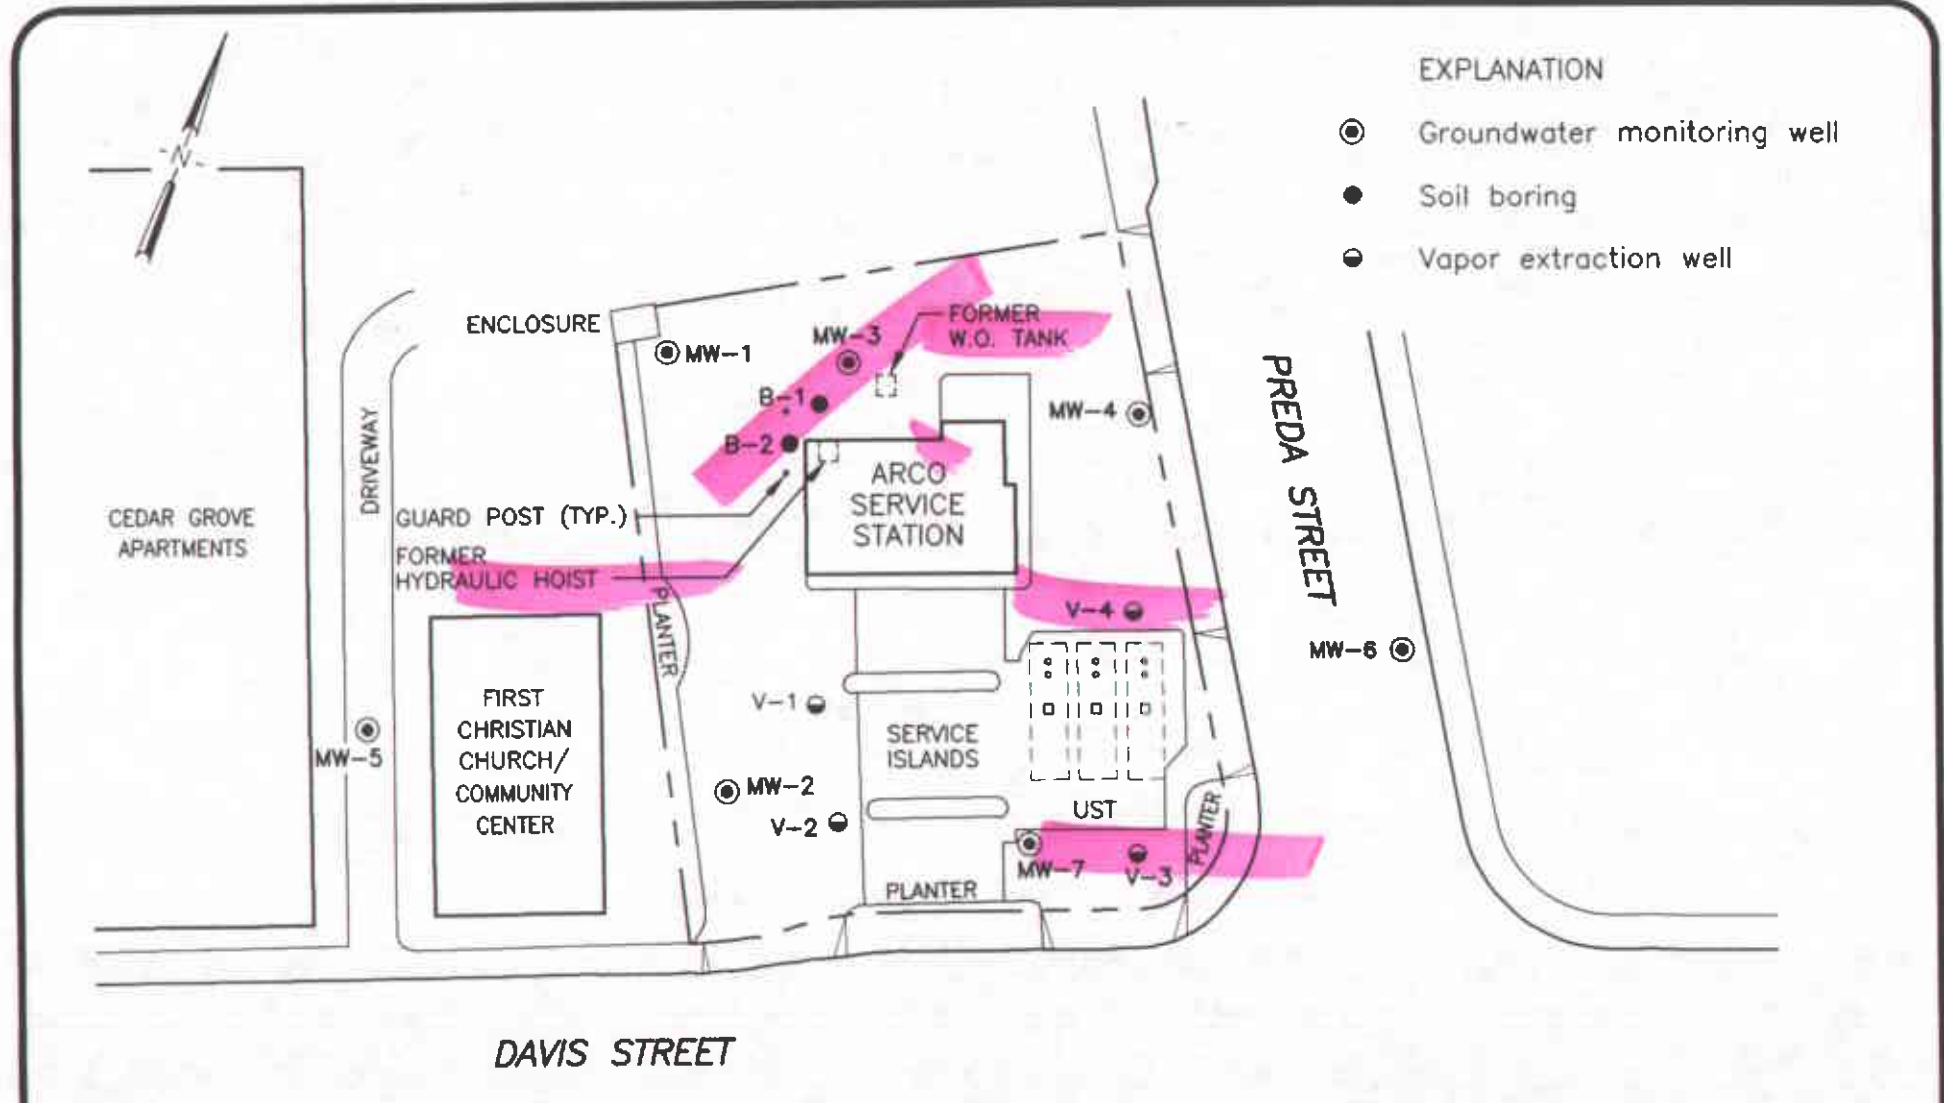 EXPLANATION
Groundwater monitoring well
Soil boring
Vapor extraction well
N
ENCLOSURE
MW-1
MW-3
FORMER
W.O. TANK
B-1
B-2
MW-4
ARCO
SERVICE
STATION
PREDA STREET
DRIVEWAY
CEDAR GROVE
APARTMENTS
GUARD POST (TYP.)
FORMER
HYDRAULIC HOIST
PLANTER
V-4
MW-6
FIRST
CHRISTIAN
CHURCH/
COMMUNITY
CENTER
MW-5
V-1
SERVICE
ISLANDS
MW-2
V-2
UST
PLANTER
MW-7
V-3
PLANTER
DAVIS STREET